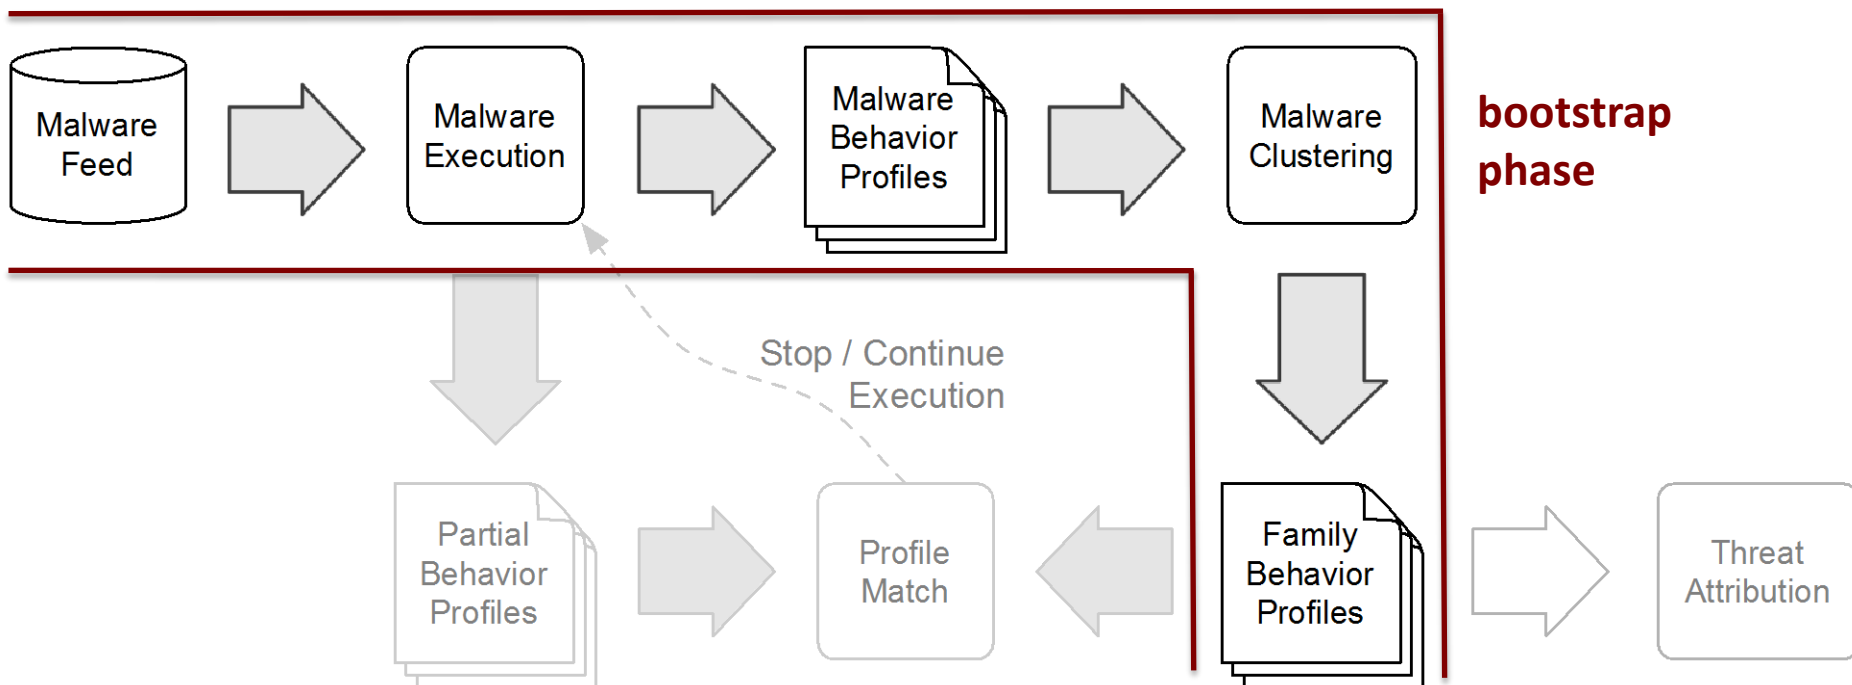 Malware
Feed
Malware
Execution
Malware
Behavior
Profiles
Malware
Clustering
bootstrap
phase
Stop / Continue
Execution
Partial
Behavior
Profiles
Profile
Match
Family
Behavior
Profiles
Threat
Attribution